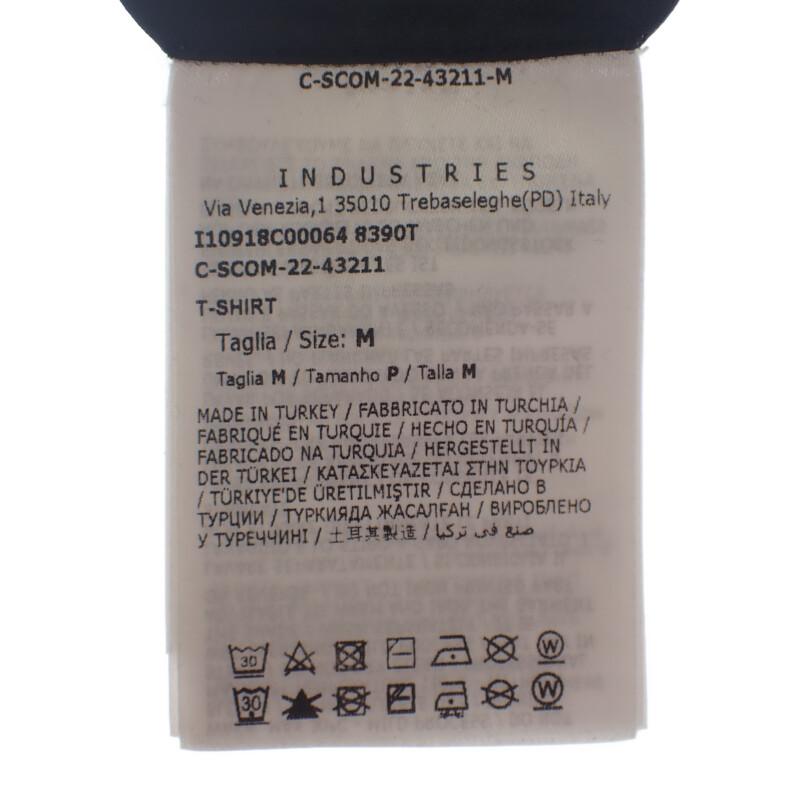 C-SCOM-22-43211-M
INDUSTRIES
Via Venezia,1 35010 Trebaseleghe(PD) Italy
I10918C00064 8390T
C-SCOM-22-43211
T-SHIRT
Taglia / Size: M
Taglia M / Tamanho P / Talla M
MADE IN TURKEY / FABBRICATO IN TURCHIA /
FABRIQUÉ EN TURQUIE / HECHO EN TURQUÍA /
FABRICADO NA TURQUIA / HERGESTELLT IN
DER TÜRKEI / ΚΑΤΑΣΚΕΥΑΖΕΤΑΙ ΣΤΗΝ ΤΟΥΡΚΙΑ
/ TÜRKIYE'DE ÜRETILMIŞTIR / СДЕЛАНО В
ТУРЦИИ / ТҮРКИЯДА ЖАСАЛҒАН / ВИРОБЛЕНО
У ТУРЕЧЧИНІ / 土耳其製造 / صنع في تركيا
30 W
30 W